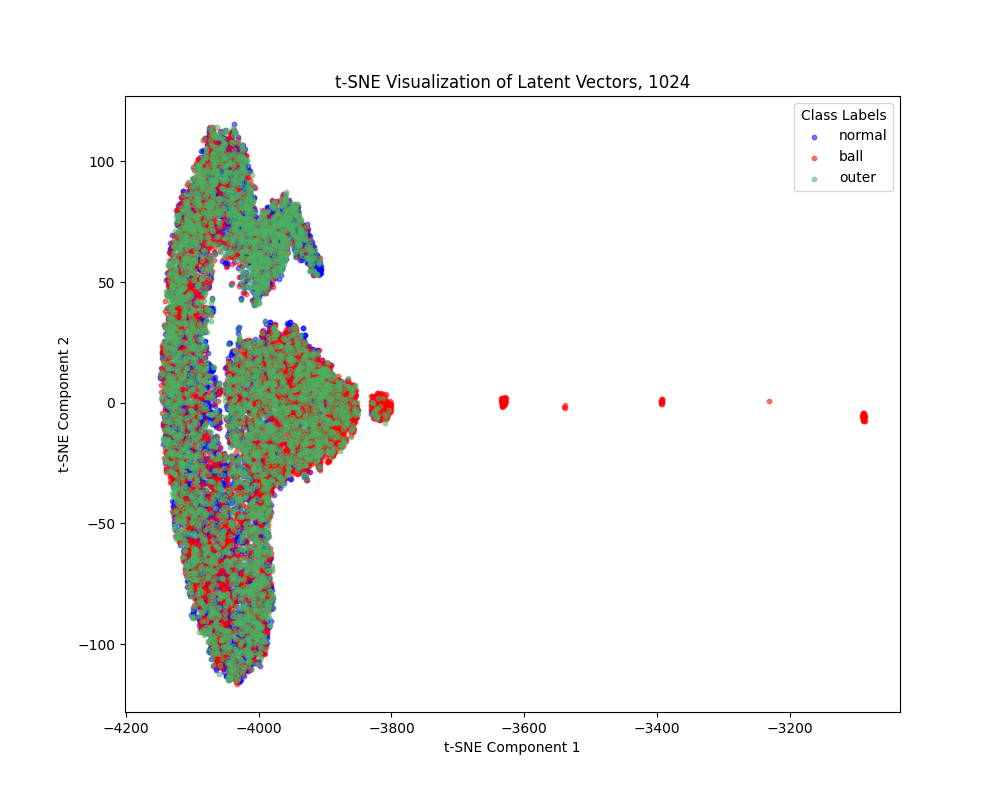 t-SNE Visualization of Latent Vectors, 1024
Class Labels
normal
ball
outer
100
50
0
−50
−100
t-SNE Component 2
−4200
−4000
−3800
−3600
−3400
−3200
t-SNE Component 1